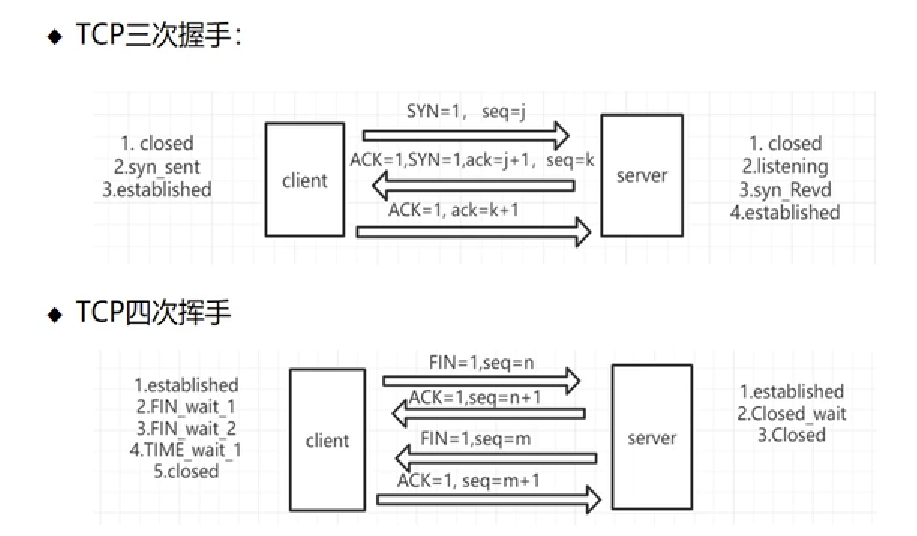 ◆ TCP三次握手：
SYN=1, seq=j
1. closed
2.syn_sent
3.established
client
ACK=1,SYN=1,ack=j+1, seq=k
ACK=1, ack=k+1
server
1. closed
2.listening
3.syn_Revd
4.established
◆ TCP四次挥手
1.established
2.FIN_wait_1
3.FIN_wait_2
4.TIME_wait_1
5.closed
client
FIN=1,seq=n
ACK=1,seq=n+1
FIN=1,seq=m
ACK=1, seq=m+1
server
1.established
2.Closed_wait
3.Closed